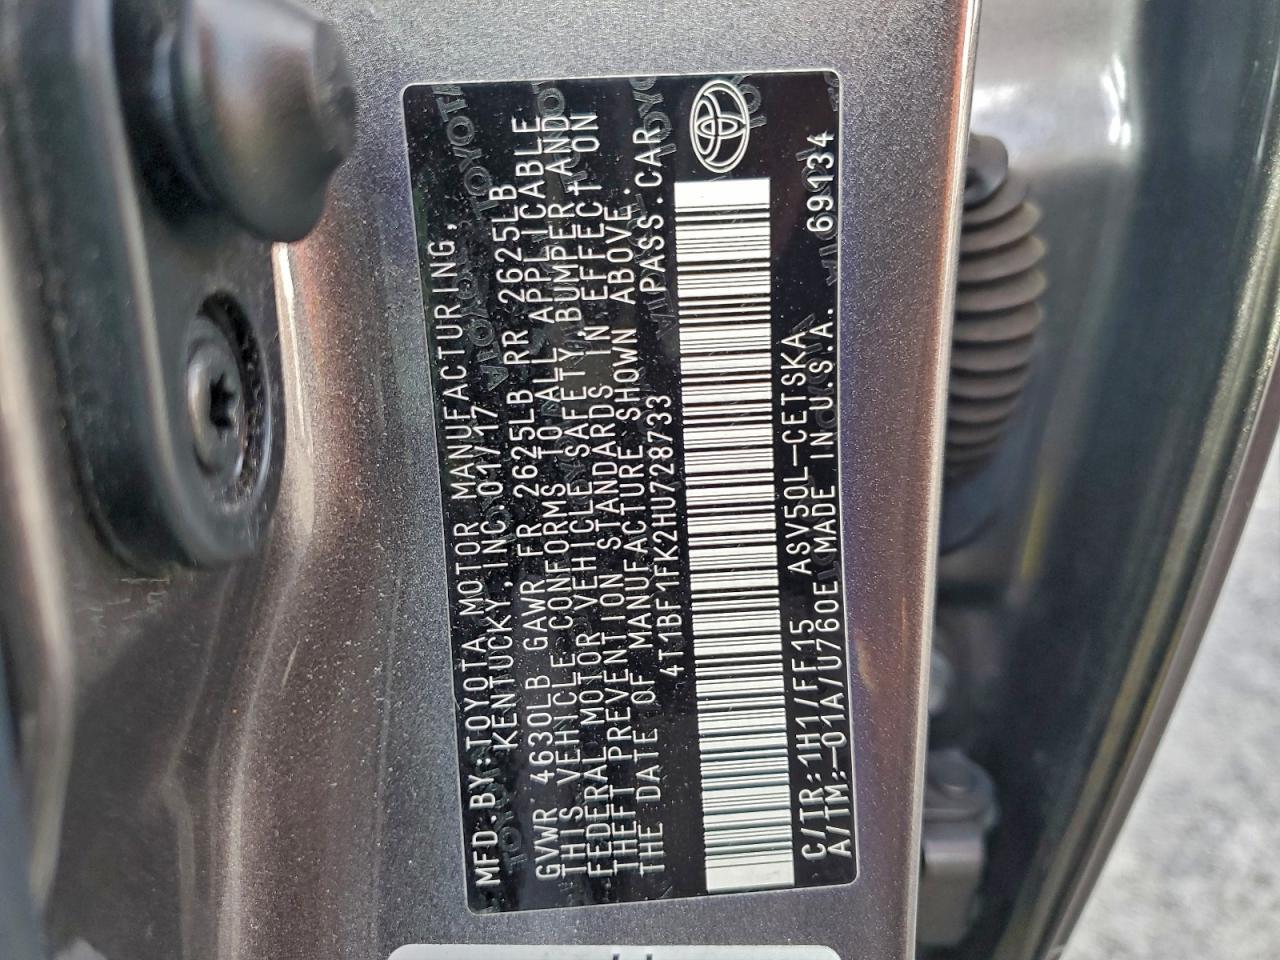 MFD.BY:TOYOTA MOTOR MANUFACTURING,
KENTUCKY, INC. 01/17
GVWR 4630LB GAWR FR 2625LB RR 2625LB
THIS VEHICLE CONFORMS TO ALL APPLICABLE
FEDERAL MOTOR VEHICLE SAFETY, BUMPER AND
THEFT PREVENTION STANDARDS IN EFFECT ON
THE DATE OF MANUFACTURE SHOWN ABOVE.
4T1BF1FK2HU728733 PASS.CAR
C/TR:1H1/FF15 ASV50L-CETSKA
A/TM:-01A/U760E MADE IN U.S.A. 69134